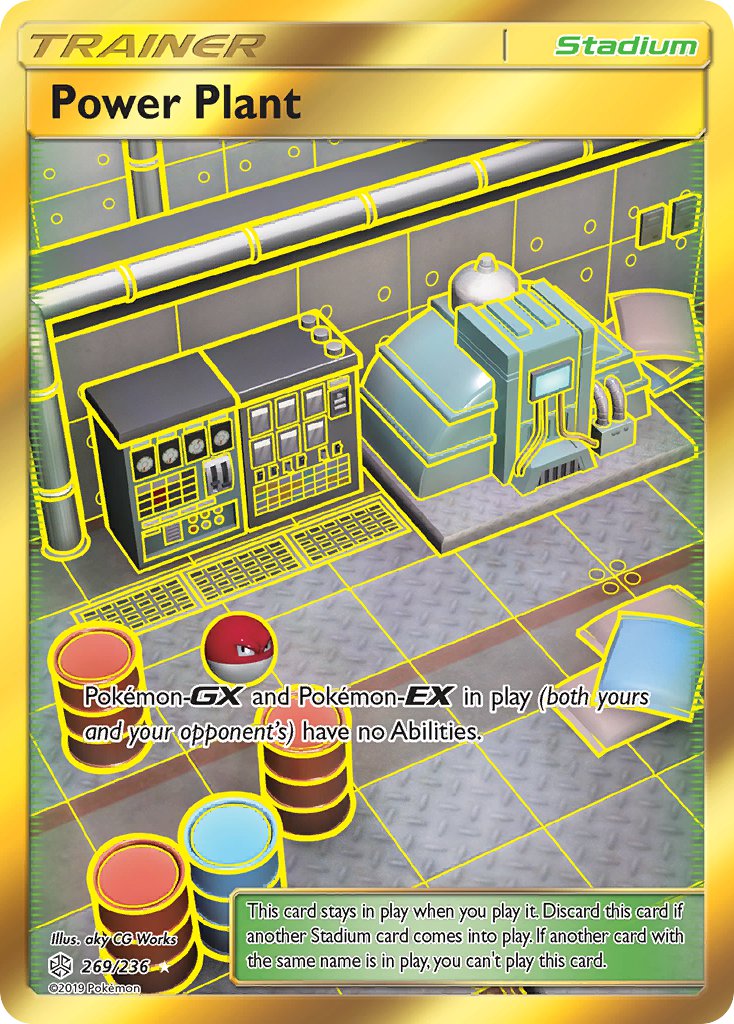 TRAINER
Stadium
Power Plant
Pokémon-GX and Pokémon-EX in play (both yours
and your opponent's) have no Abilities.
This card stays in play when you play it. Discard this card if
another Stadium card comes into play. If another card with
the same name is in play, you can't play this card.
Illus. aky CG Works
269/236
©2019 Pokémon